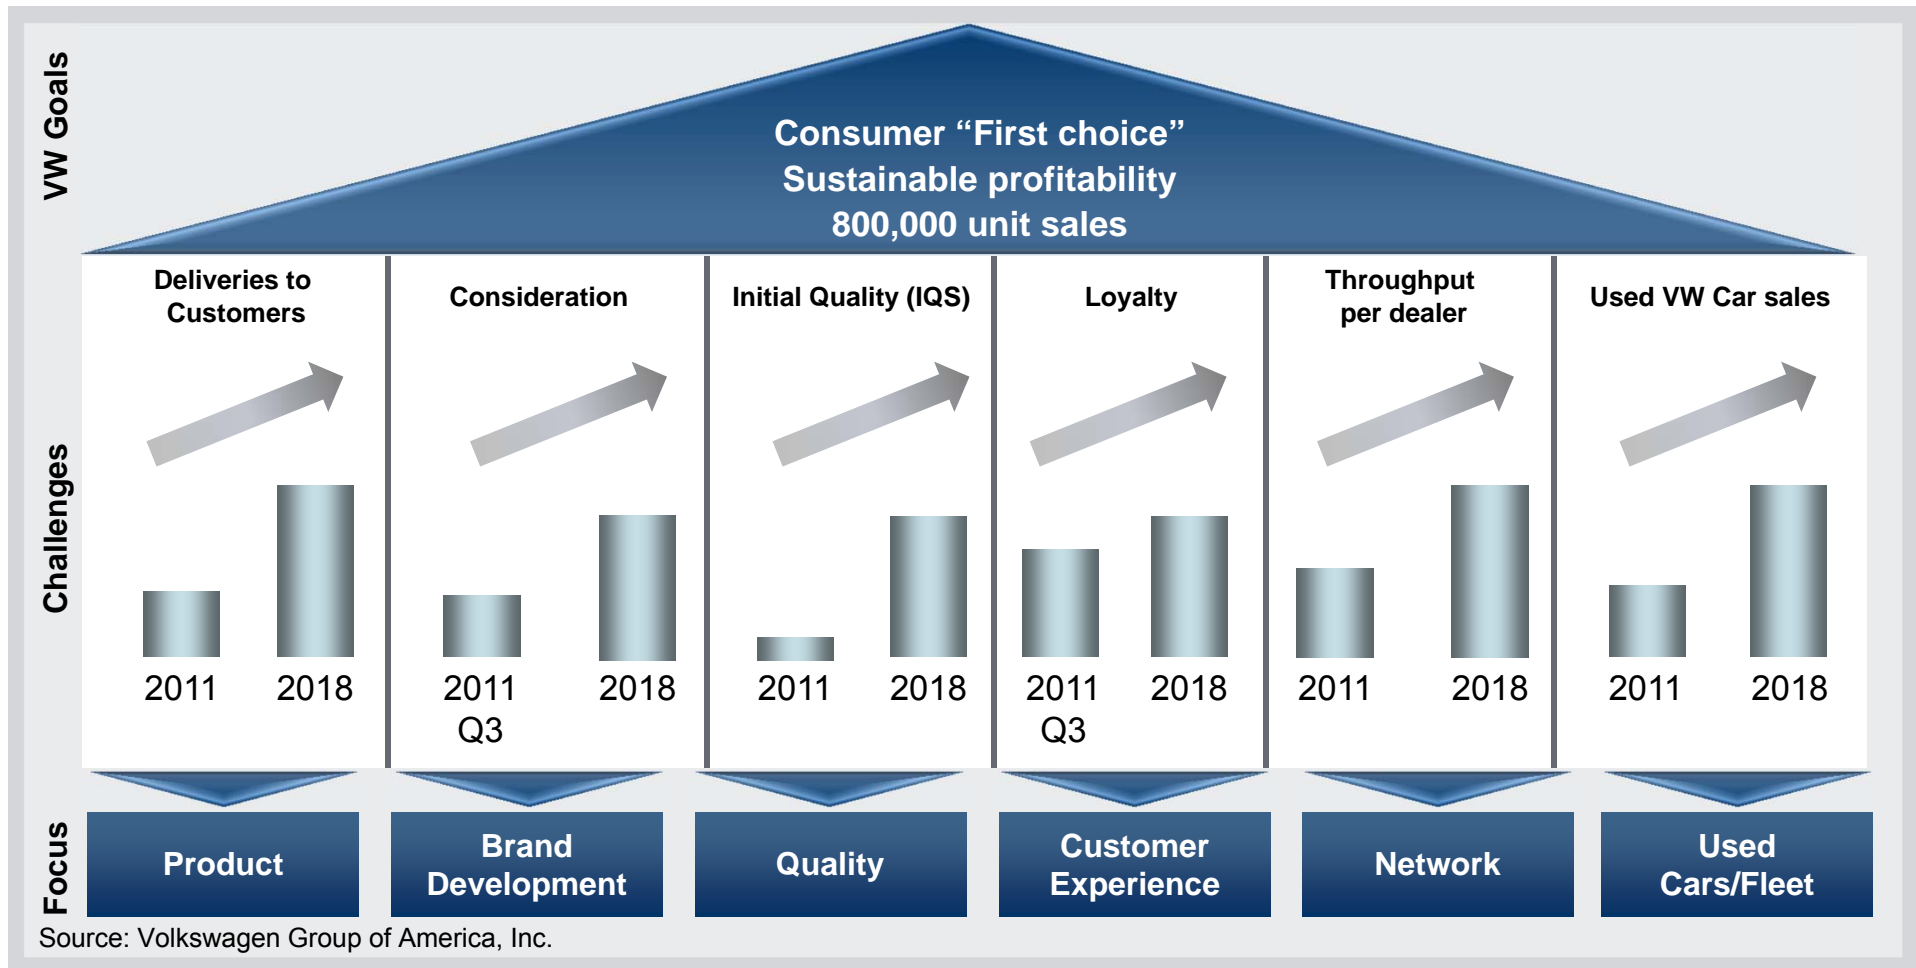 VW Goals
Consumer “First choice”
Sustainable profitability
800,000 unit sales
Challenges
Deliveries to
Customers
Consideration
Initial Quality (IQS)
Loyalty
Throughput
per dealer
Used VW Car sales
2011
2018
2011
Q3
2018
2011
2018
2011
Q3
2018
2011
2018
2011
2018
Focus
Product
Brand
Development
Quality
Customer
Experience
Network
Used
Cars/Fleet
Source: Volkswagen Group of America, Inc.